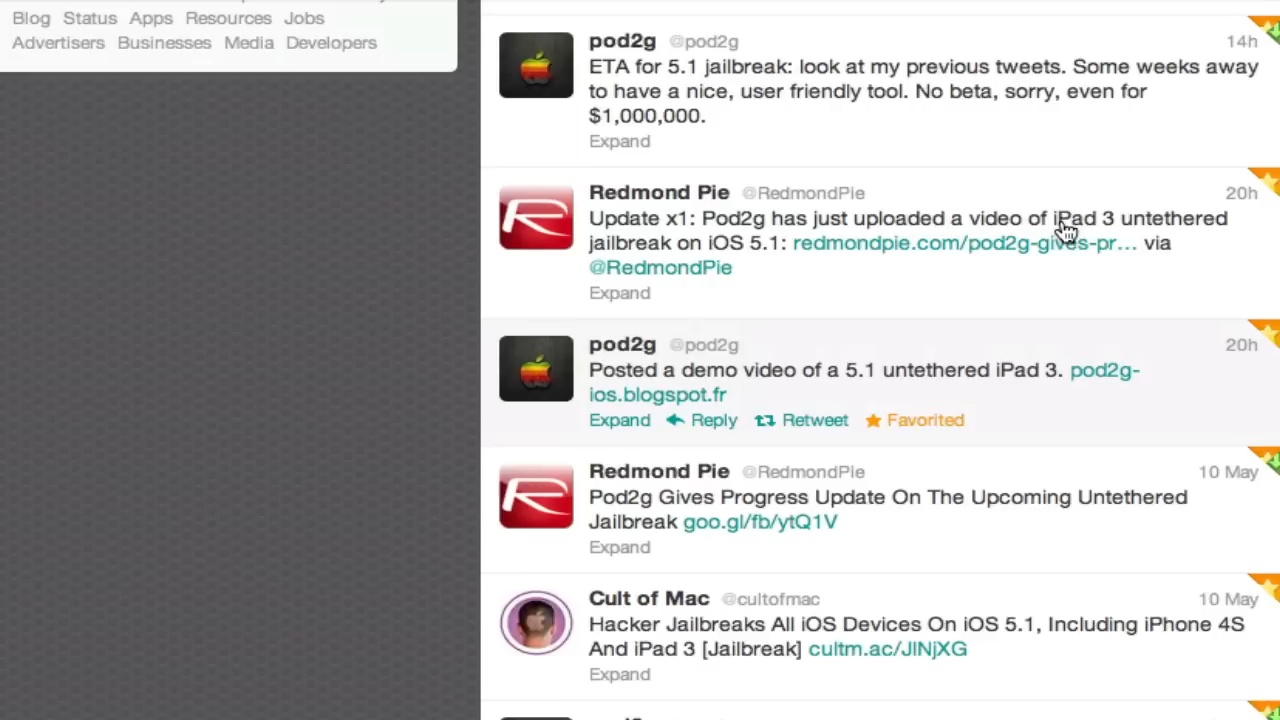 Blog Status Apps Resources Jobs
Advertisers Businesses Media Developers
pod2g @pod2g 14h
ETA for 5.1 jailbreak: look at my previous tweets. Some weeks away
to have a nice, user friendly tool. No beta, sorry, even for
$1,000,000.
Expand
Redmond Pie @RedmondPie 20h
Update x1: Pod2g has just uploaded a video of iPad 3 untethered
jailbreak on iOS 5.1: redmondpie.com/pod2g-gives-pr... via
@RedmondPie
Expand
pod2g @pod2g 20h
Posted a demo video of a 5.1 untethered iPad 3. pod2g-
ios.blogspot.fr
Expand Reply Retweet Favorited
Redmond Pie @RedmondPie 10 May
Pod2g Gives Progress Update On The Upcoming Untethered
Jailbreak goo.gl/fb/ytQ1V
Expand
Cult of Mac @cultofmac 10 May
Hacker Jailbreaks All iOS Devices On iOS 5.1, Including iPhone 4S
And iPad 3 [Jailbreak] cultm.ac/JlNjXG
Expand